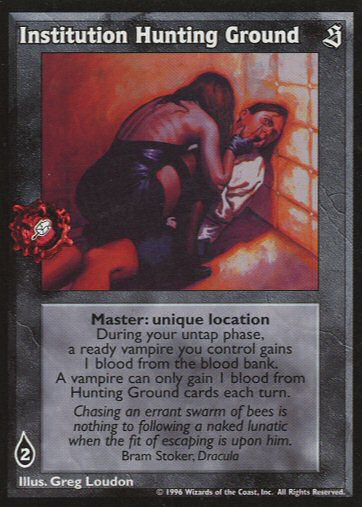 Institution Hunting Ground
Master: unique location
During your untap phase,
a ready vampire you control gains
1 blood from the blood bank.
A vampire can only gain 1 blood from
Hunting Ground cards each turn.
Chasing an errant swarm of bees is
nothing to following a naked lunatic
when the fit of escaping is upon him.
Bram Stoker, Dracula
2
Illus. Greg Loudon
© 1996 Wizards of the Coast, Inc. All Rights Reserved.